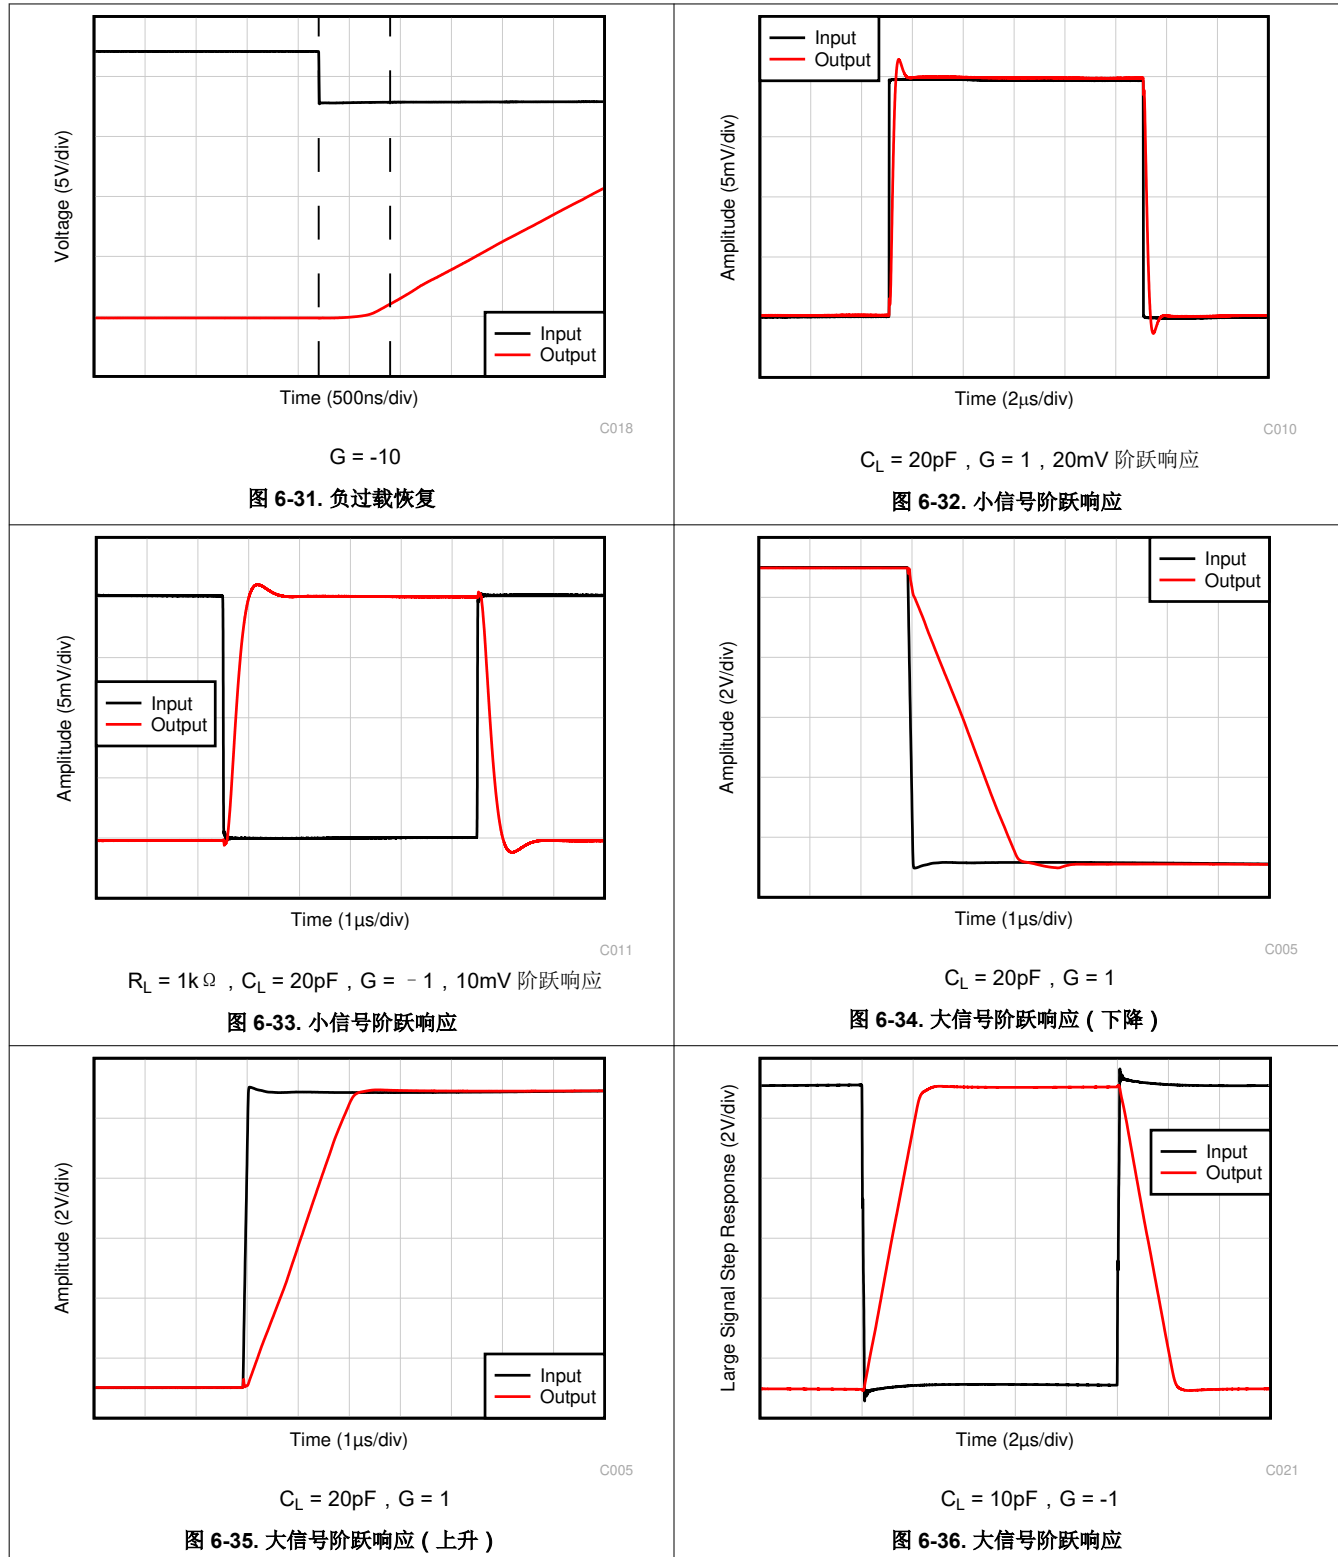 Voltage (5V/div)
Input
Output
Time (500ns/div)
C018
G = -10
图 6-31. 负过载恢复
Input
Output
Amplitude (5mV/div)
Time (2μs/div)
C010
CL = 20pF，G = 1，20mV 阶跃响应
图 6-32. 小信号阶跃响应
Amplitude (5mV/div)
Input
Output
Time (1μs/div)
C011
RL = 1kΩ，CL = 20pF，G = –1，10mV 阶跃响应
图 6-33. 小信号阶跃响应
Input
Output
Amplitude (2V/div)
Time (1μs/div)
C005
CL = 20pF，G = 1
图 6-34. 大信号阶跃响应（下降）
Amplitude (2V/div)
Input
Output
Time (1μs/div)
C005
CL = 20pF，G = 1
图 6-35. 大信号阶跃响应（上升）
Large Signal Step Response (2V/div)
Input
Output
Time (2μs/div)
C021
CL = 10pF，G = -1
图 6-36. 大信号阶跃响应